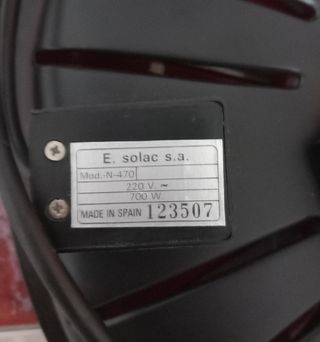 E. solac s.a.
Mod.-N-470
220 V. ~
700 W.
MADE IN SPAIN 123507